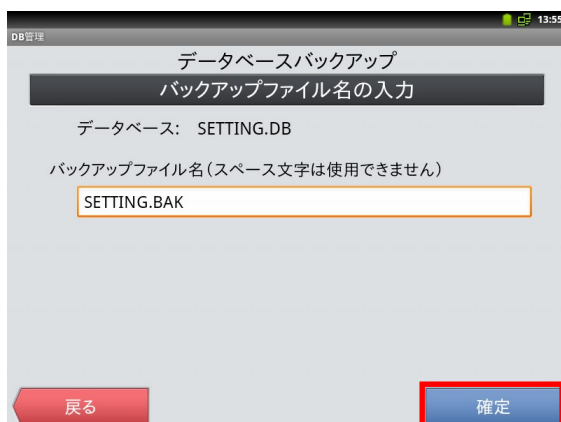 13:55
DB管理
データベースバックアップ
バックアップファイル名の入力
データベース: SETTING.DB
バックアップファイル名(スペース文字は使用できません)
SETTING.BAK
戻る
確定